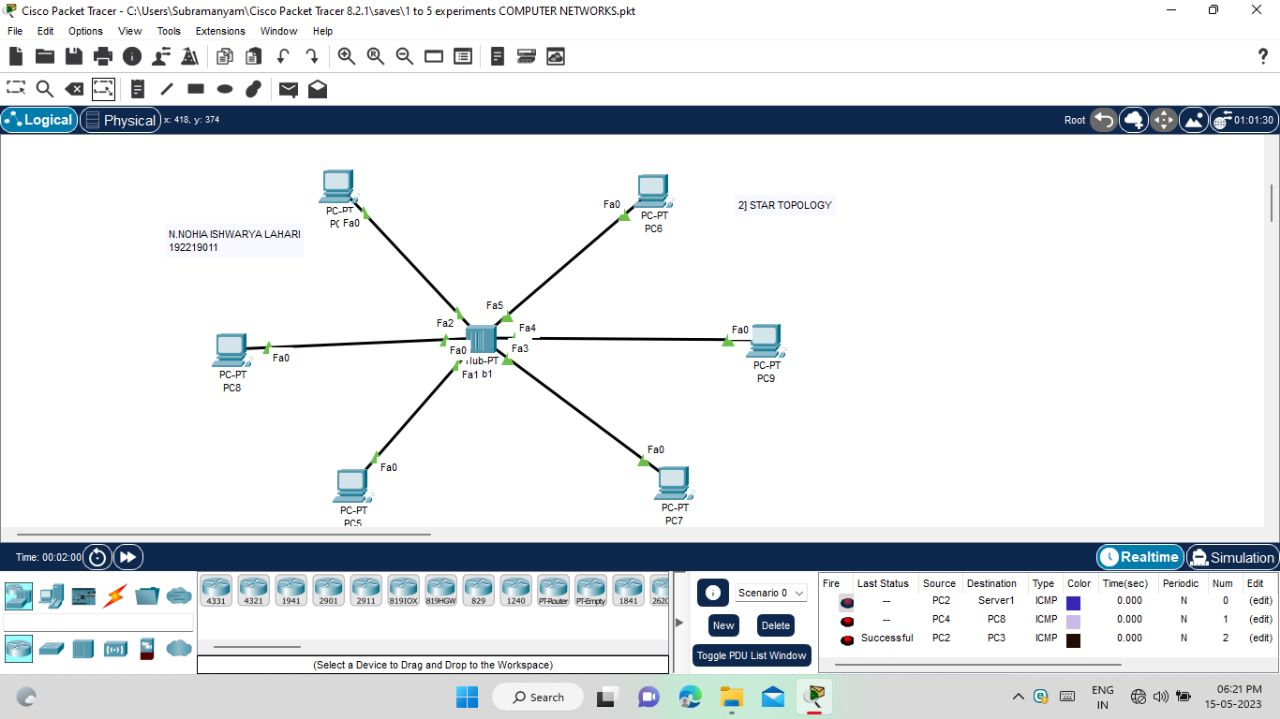 Cisco Packet Tracer - C:\Users\Subramanyam\Cisco Packet Tracer 8.2.1\saves\1 to 5 experiments COMPUTER NETWORKS.pkt
File Edit Options View Tools Extensions Window Help
Logical Physical x: 418, y: 374 Root 01:01:30
PC-PT
Fa0
Fa0
PC-PT
PC6
2] STAR TOPOLOGY
N.NOHIA ISHWARYA LAHARI
192219011
Fa5
Fa2 Fa4
Fa0 Fa3
Fa1 b1
Fa0
PC-PT
PC8
Fa0
PC-PT
PC9
Fa0
PC-PT
PC5
Fa0
PC-PT
PC7
Time: 00:02:00 Realtime Simulation
4331 4321 1941 2901 2911 819IOX 819HGW 829 1240 PT-Router PT-Empty 1841 2620
(Select a Device to Drag and Drop to the Workspace)
Scenario 0
New Delete
Toggle PDU List Window
Fire Last Status Source Destination Type Color Time(sec) Periodic Num Edit
-- PC2 Server1 ICMP 0.000 N 0 (edit)
-- PC4 PC8 ICMP 0.000 N 1 (edit)
Successful PC2 PC3 ICMP 0.000 N 2 (edit)
Search
ENG
IN
06:21 PM
15-05-2023